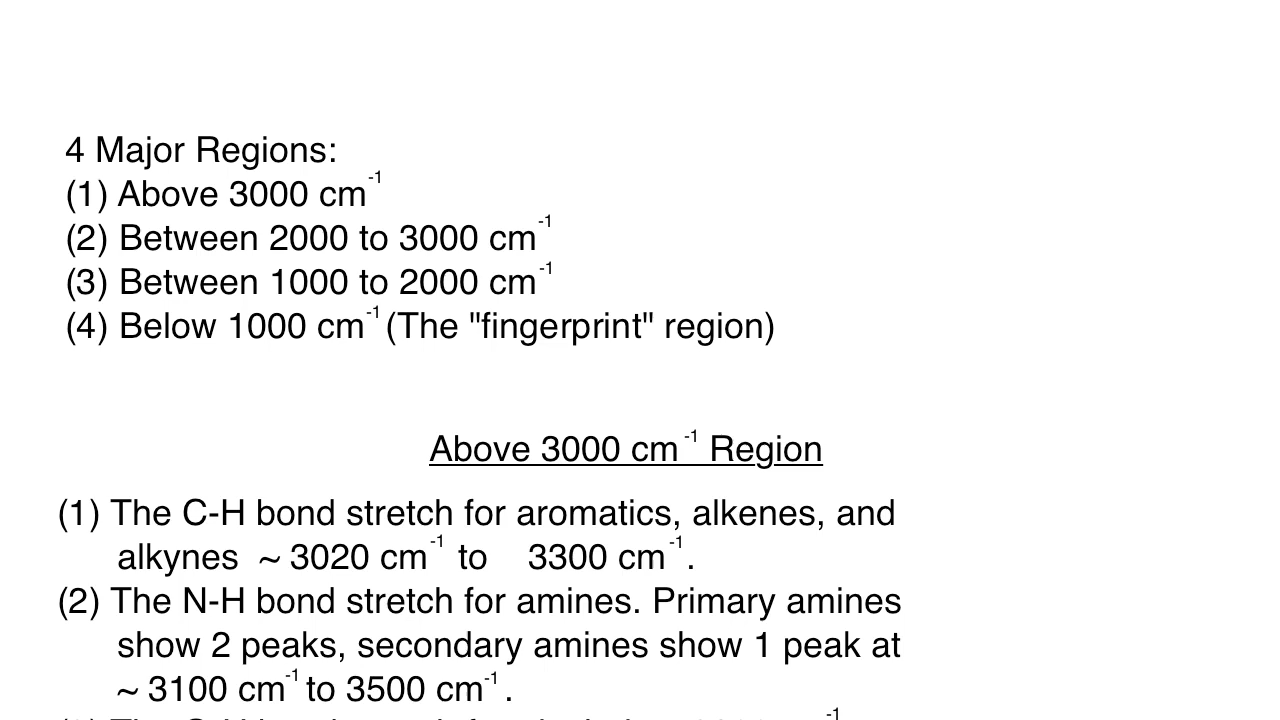 4 Major Regions:
(1) Above 3000 cm⁻¹
(2) Between 2000 to 3000 cm⁻¹
(3) Between 1000 to 2000 cm⁻¹
(4) Below 1000 cm⁻¹ (The "fingerprint" region)
Above 3000 cm⁻¹ Region
(1) The C-H bond stretch for aromatics, alkenes, and
alkynes ~ 3020 cm⁻¹ to 3300 cm⁻¹.
(2) The N-H bond stretch for amines. Primary amines
show 2 peaks, secondary amines show 1 peak at
~ 3100 cm⁻¹ to 3500 cm⁻¹.